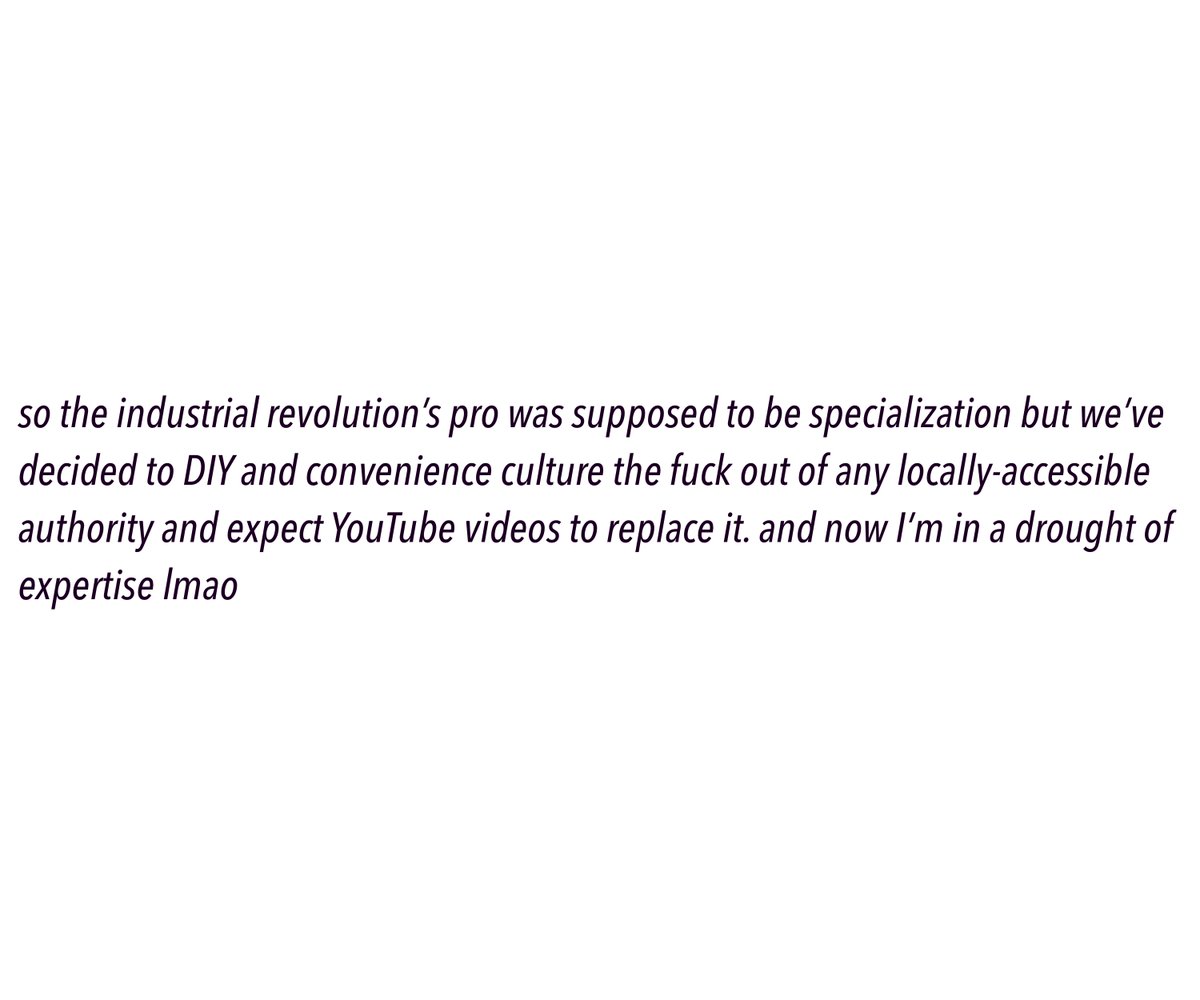 so the industrial revolution’s pro was supposed to be specialization but we’ve
decided to DIY and convenience culture the fuck out of any locally-accessible
authority and expect YouTube videos to replace it. and now I’m in a drought of
expertise lmao